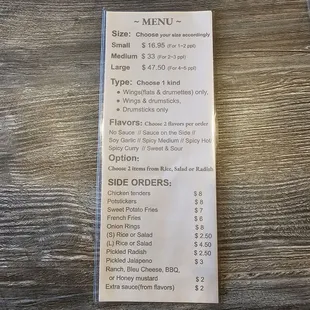 ~ MENU ~
Size: Choose your size accordingly
Small $ 16.95 (For 1~2 ppl)
Medium $ 33 (For 2~3 ppl)
Large $ 47.50 (For 4~5 ppl)
Type: Choose 1 kind
● Wings(flats & drumettes) only,
● Wings & drumsticks,
● Drumsticks only
Flavors: Choose 2 flavors per order
No Sauce // Sauce on the Side //
Soy Garlic // Spicy Medium // Spicy Hot
Spicy Curry // Sweet & Sour
Option:
Choose 2 items from Rice, Salad or Radish
SIDE ORDERS:
Chicken tenders $ 8
Potstickers $ 8
Sweet Potato Fries $ 7
French Fries $ 6
Onion Rings $ 8
(S) Rice or Salad $ 2.50
(L) Rice or Salad $ 4.50
Pickled Radish $ 2.50
Pickled Jalapeno $ 3
Ranch, Bleu Cheese, BBQ,
or Honey mustard $ 2
Extra sauce(from flavors) $ 2